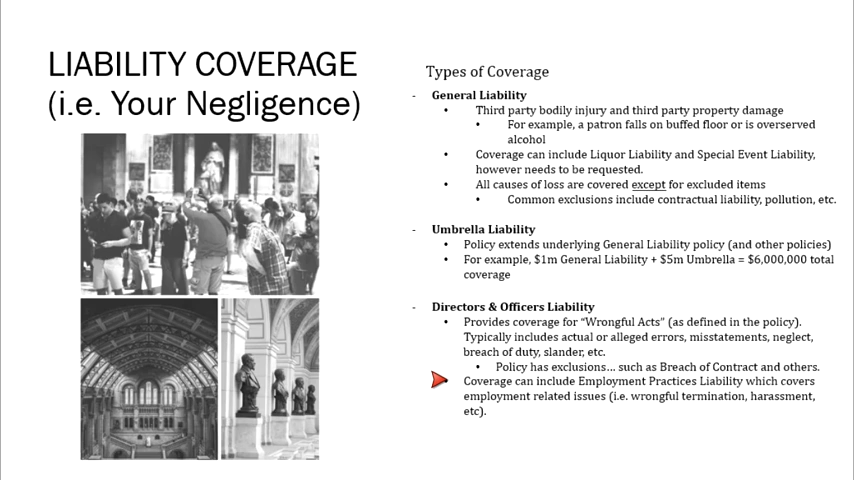 LIABILITY COVERAGE
(i.e. Your Negligence)
Types of Coverage
- General Liability
• Third party bodily injury and third party property damage
• For example, a patron falls on buffed floor or is overserved
alcohol
• Coverage can include Liquor Liability and Special Event Liability,
however needs to be requested.
• All causes of loss are covered except for excluded items
• Common exclusions include contractual liability, pollution, etc.
- Umbrella Liability
• Policy extends underlying General Liability policy (and other policies)
• For example, $1m General Liability + $5m Umbrella = $6,000,000 total
coverage
- Directors & Officers Liability
• Provides coverage for “Wrongful Acts” (as defined in the policy).
Typically includes actual or alleged errors, misstatements, neglect,
breach of duty, slander, etc.
• Policy has exclusions… such as Breach of Contract and others.
Coverage can include Employment Practices Liability which covers
employment related issues (i.e. wrongful termination, harassment,
etc).